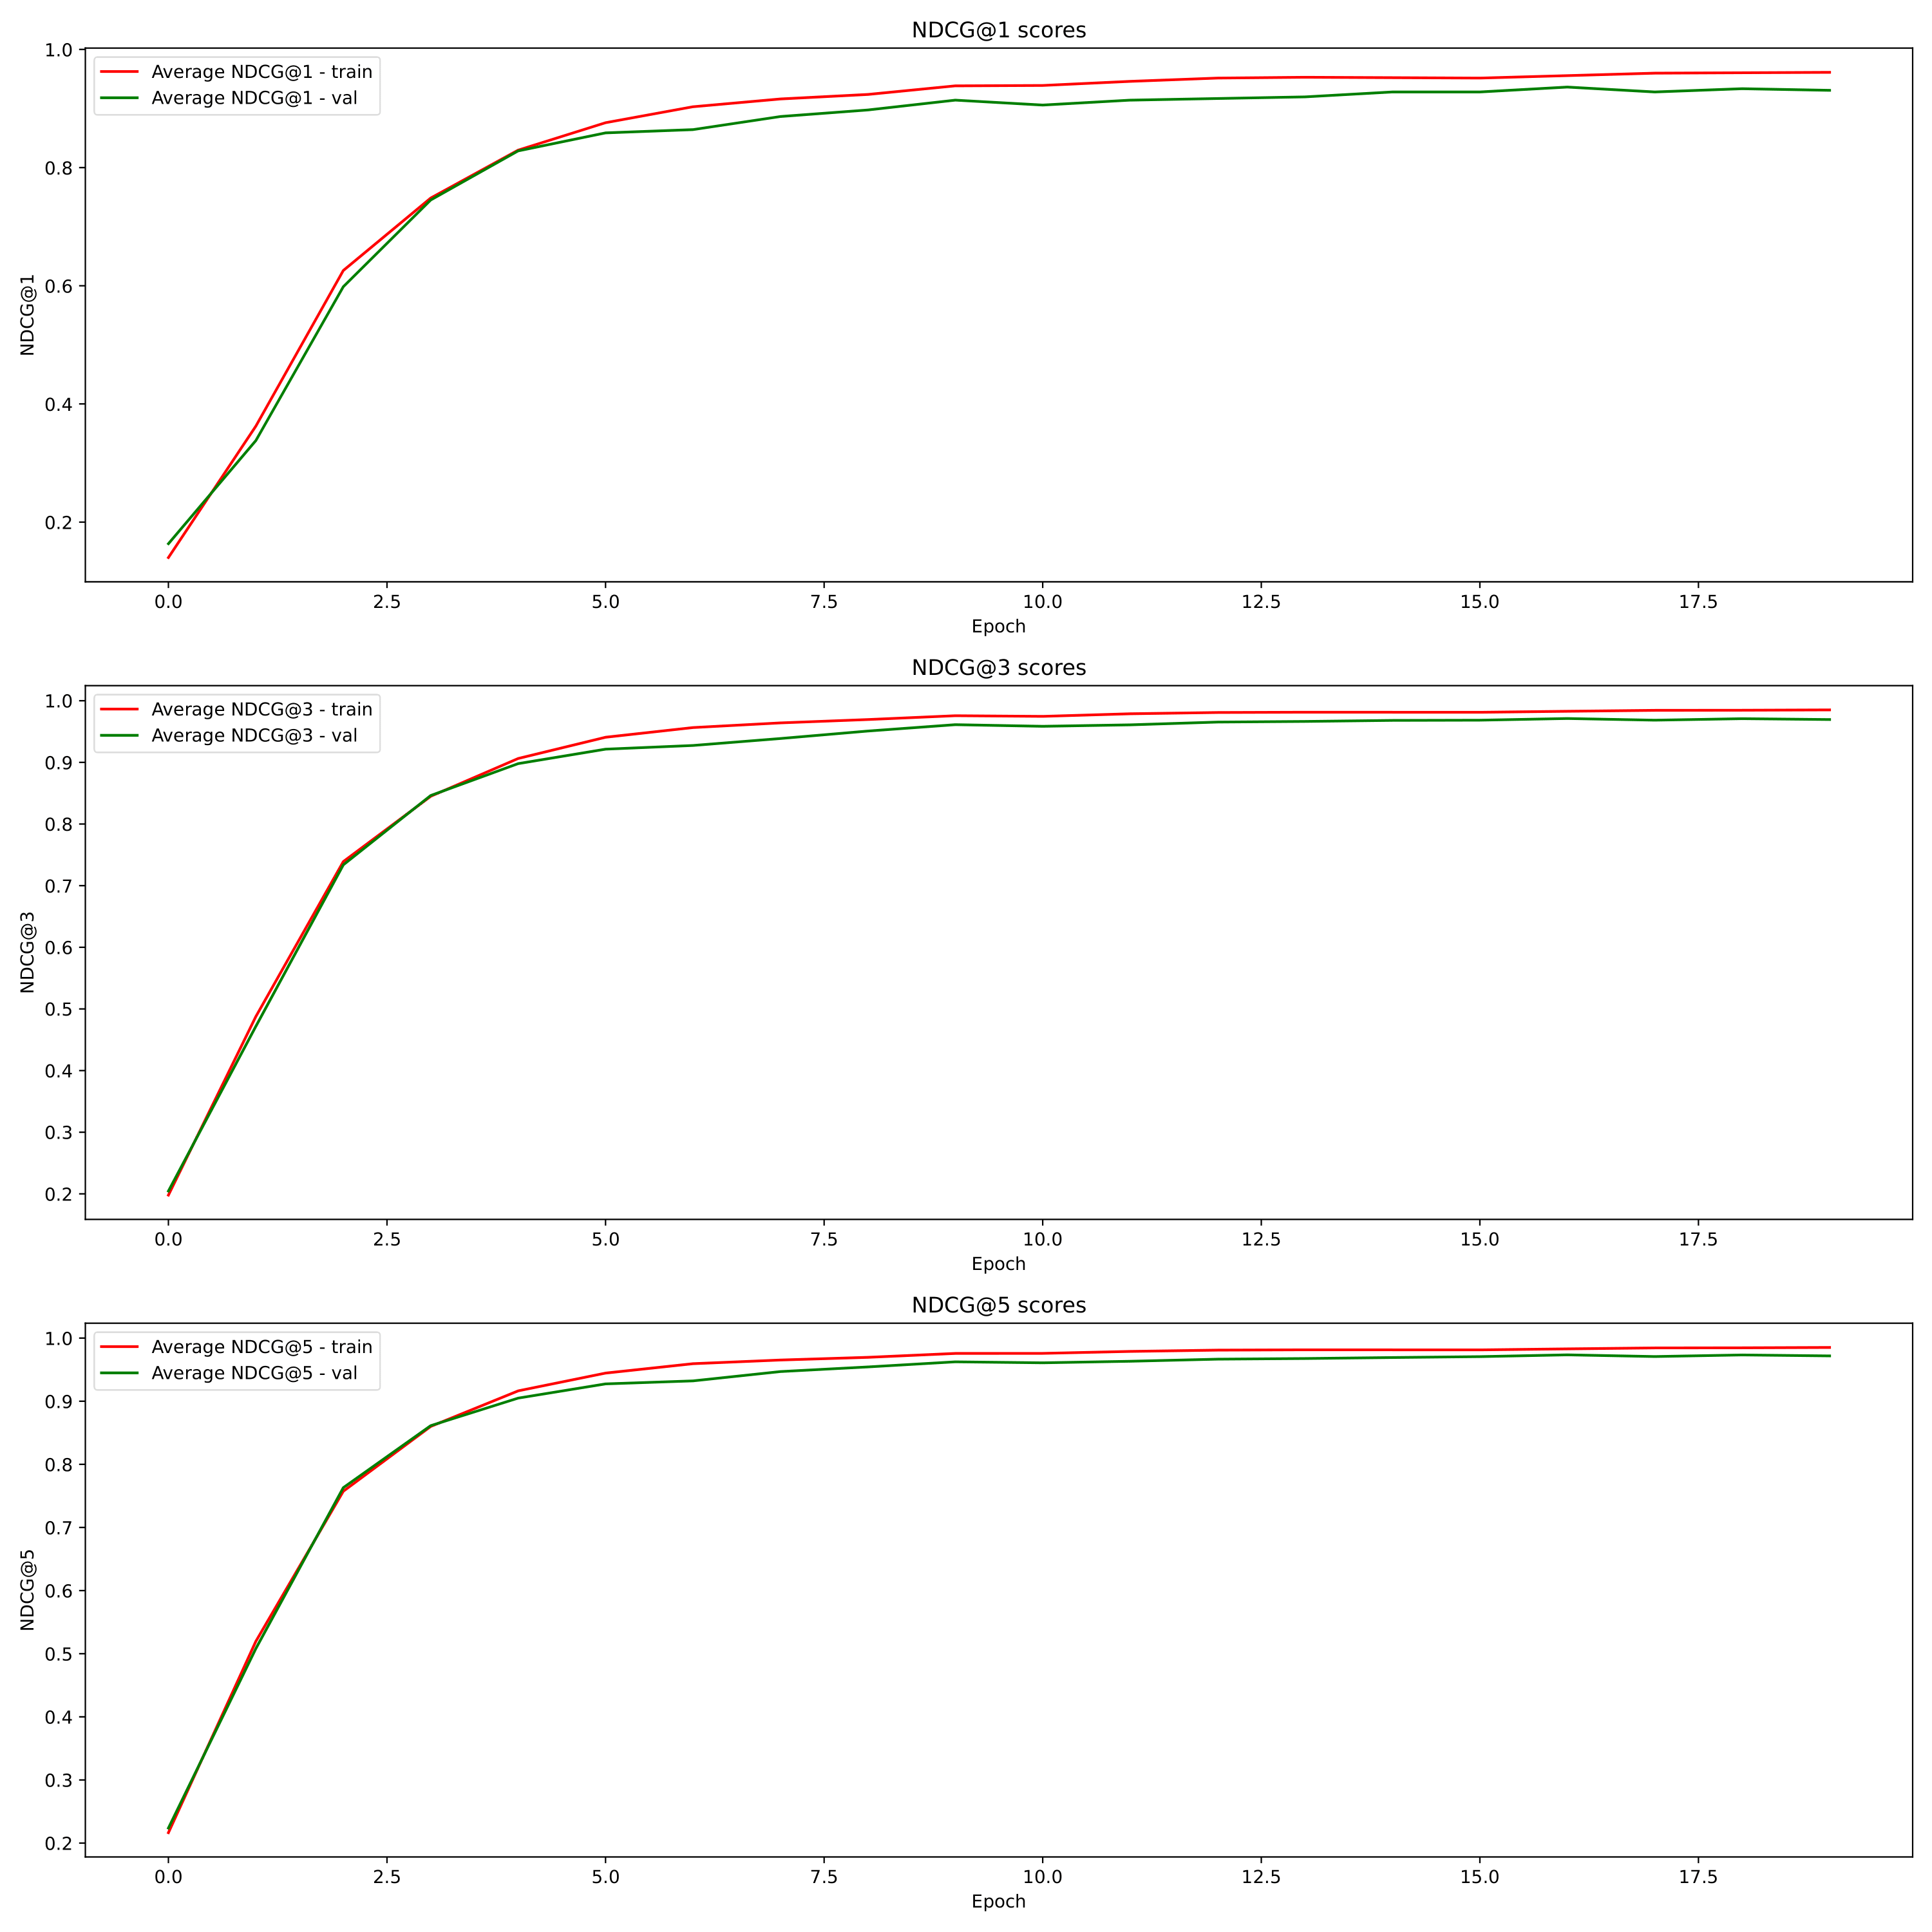 NDCG@1 scores
Average NDCG@1 - train
Average NDCG@1 - val
1.0
0.8
0.6
0.4
0.2
NDCG@1
0.0 2.5 5.0 7.5 10.0 12.5 15.0 17.5
Epoch
NDCG@3 scores
Average NDCG@3 - train
Average NDCG@3 - val
1.0
0.9
0.8
0.7
0.6
0.5
0.4
0.3
0.2
NDCG@3
0.0 2.5 5.0 7.5 10.0 12.5 15.0 17.5
Epoch
NDCG@5 scores
Average NDCG@5 - train
Average NDCG@5 - val
1.0
0.9
0.8
0.7
0.6
0.5
0.4
0.3
0.2
NDCG@5
0.0 2.5 5.0 7.5 10.0 12.5 15.0 17.5
Epoch